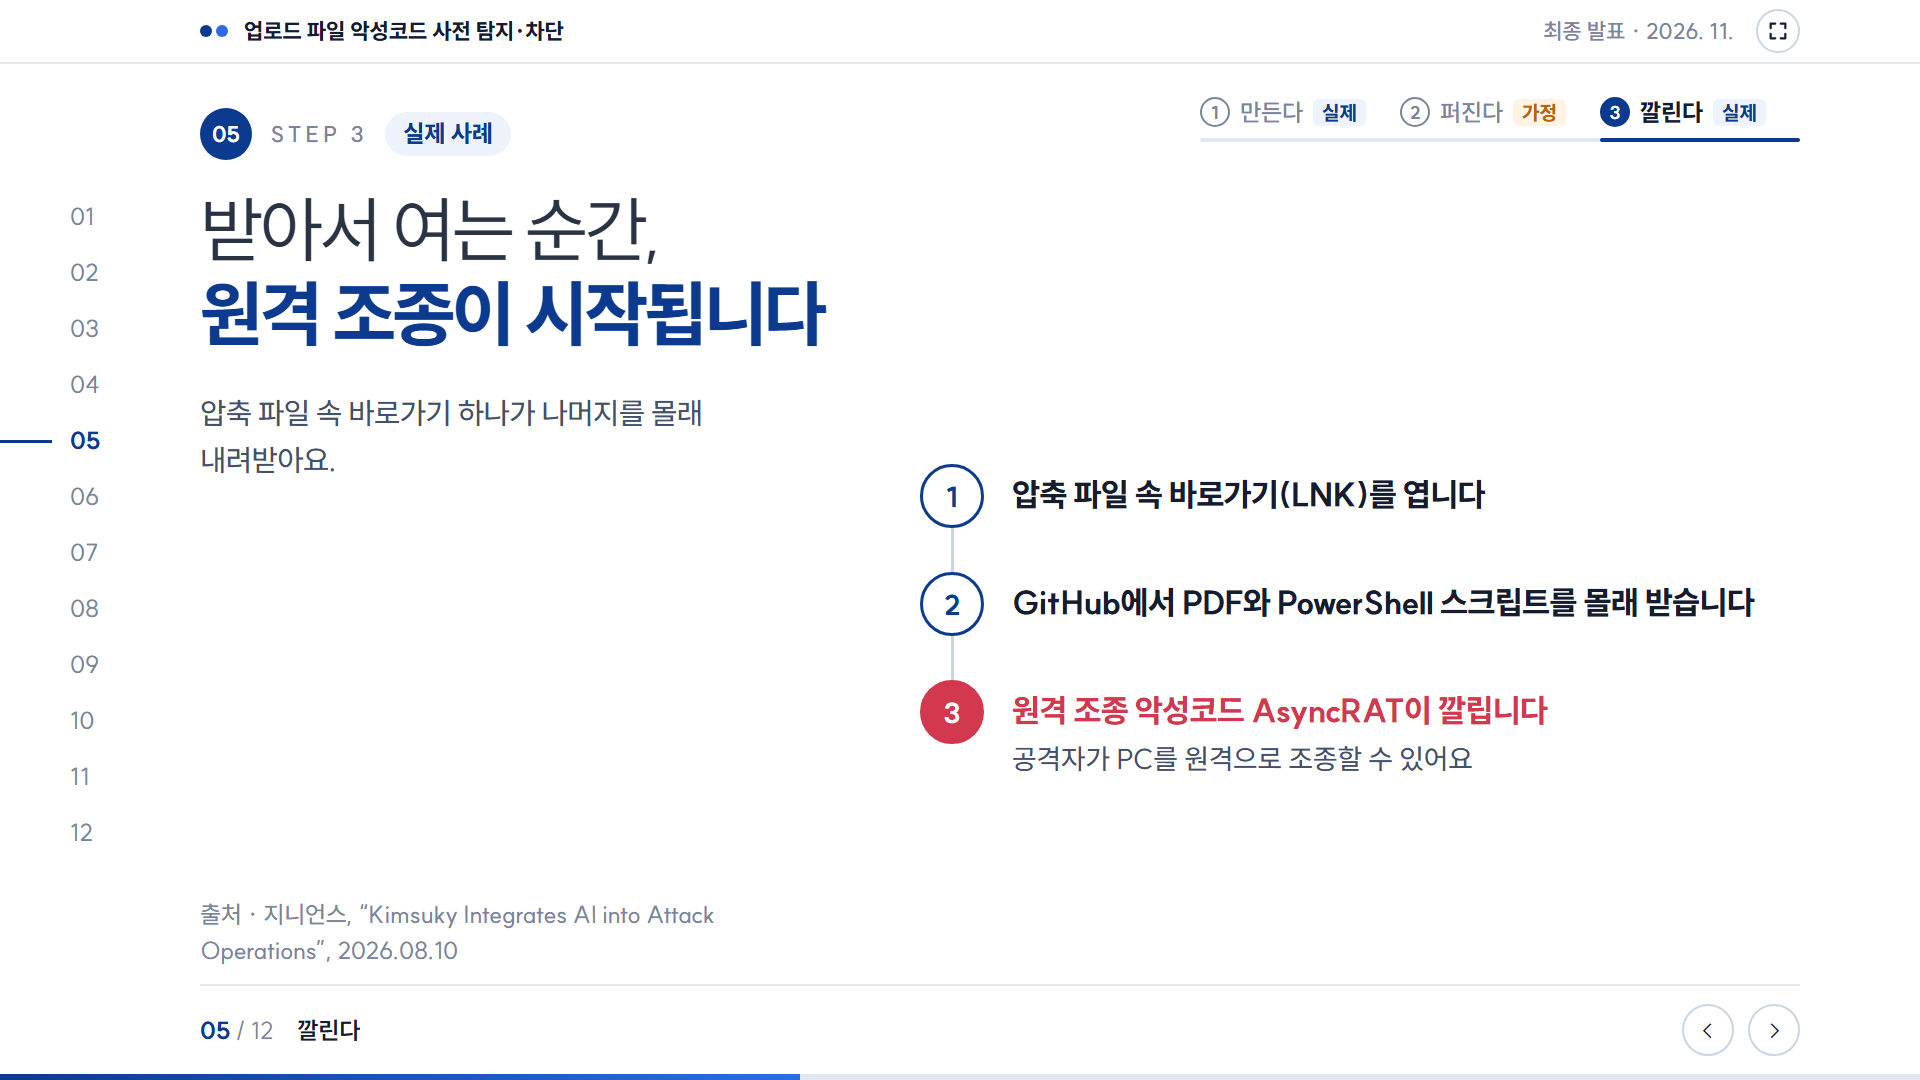 업로드 파일 악성코드 사전 탐지·차단
최종 발표 · 2026. 11.
05 STEP 3 실제 사례
1 만든다 실제 2 퍼진다 가정 3 깔린다 실제
받아서 여는 순간,
원격 조종이 시작됩니다
압축 파일 속 바로가기 하나가 나머지를 몰래
내려받아요.
01
02
03
04
05
06
07
08
09
10
11
12
1 압축 파일 속 바로가기(LNK)를 엽니다
2 GitHub에서 PDF와 PowerShell 스크립트를 몰래 받습니다
3 원격 조종 악성코드 AsyncRAT이 깔립니다
공격자가 PC를 원격으로 조종할 수 있어요
출처 · 지니언스, “Kimsuky Integrates AI into Attack
Operations”, 2026.08.10
05 / 12 깔린다